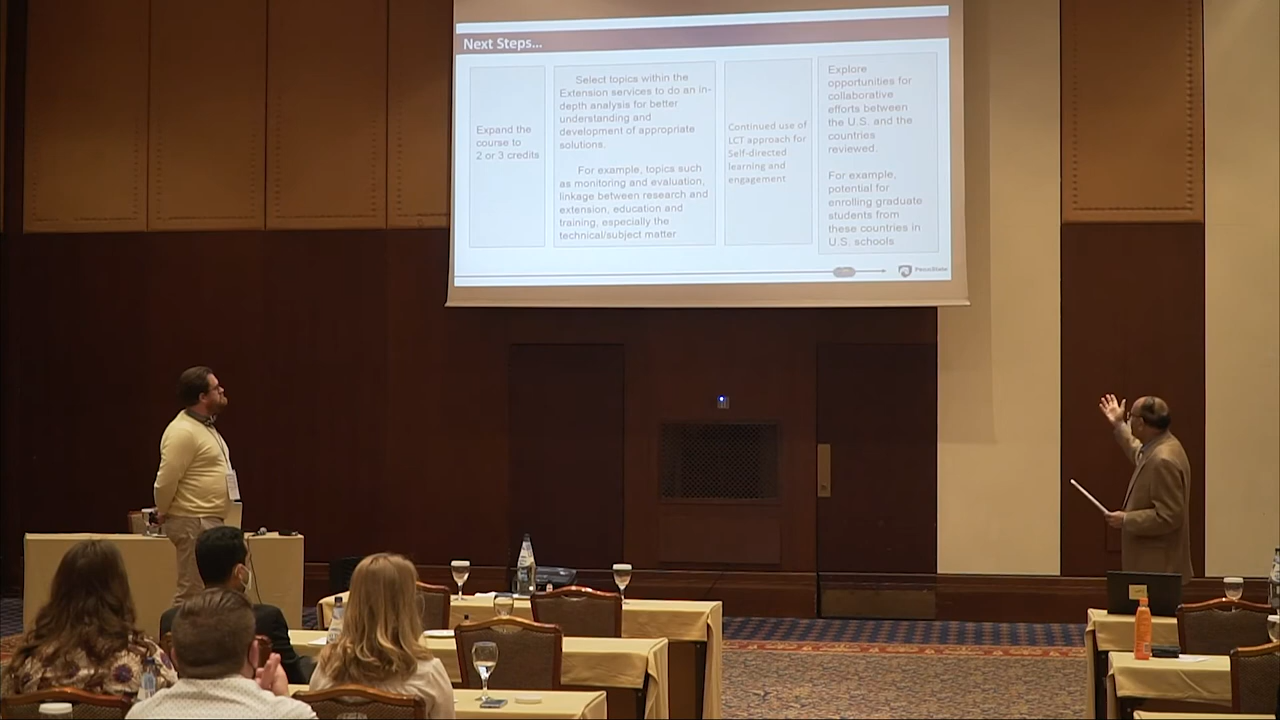 Next Steps...
Expand the
course to
2 or 3 credits
Select topics within the
Extension services to do an in-
depth analysis for better
understanding and
development of appropriate
solutions.
For example, topics such
as monitoring and evaluation,
linkage between research and
extension, education and
training, especially the
technical/subject matter
Continued use of
LCT approach for
Self-directed
learning and
engagement
Explore
opportunities for
collaborative
efforts between
the U.S. and the
countries
reviewed.
For example,
potential for
enrolling graduate
students from
these countries in
U.S. schools
PennState